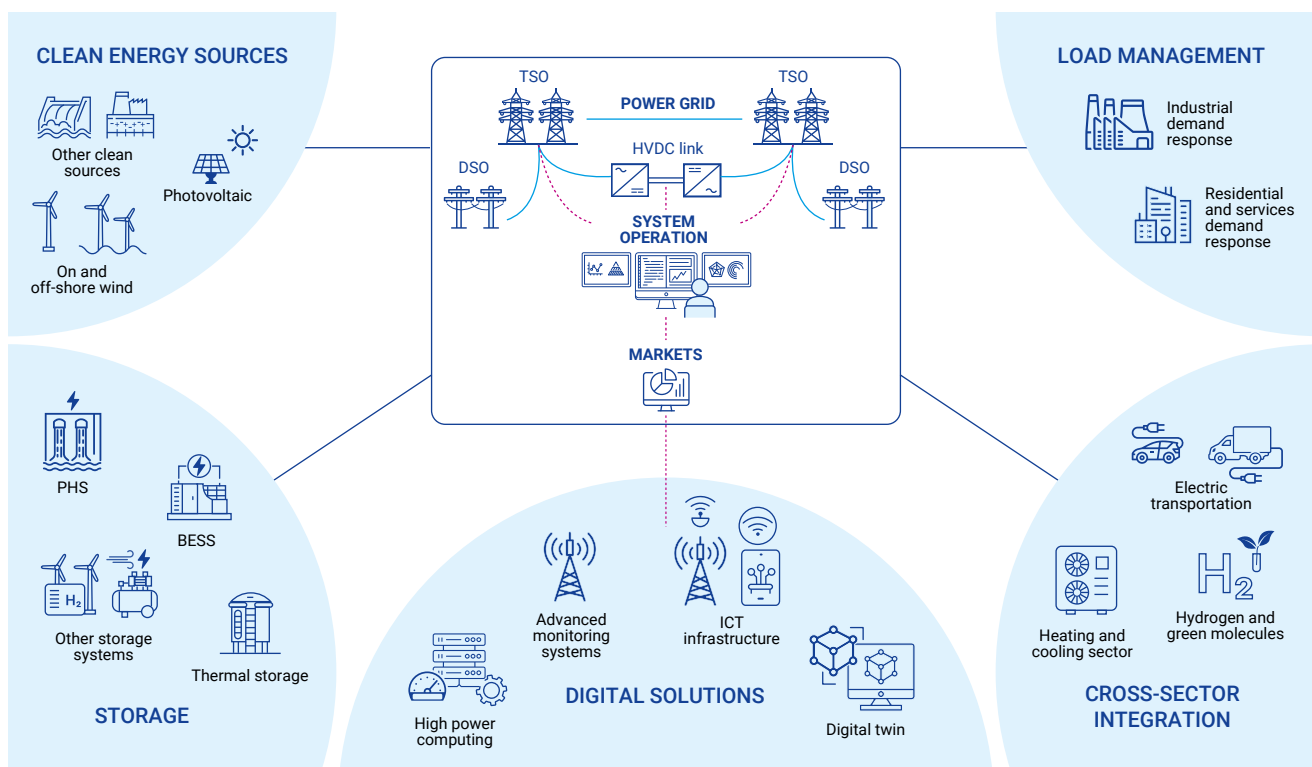 CLEAN ENERGY SOURCES
Other clean
sources
Photovoltaic
On and
off-shore wind
TSO
POWER GRID
TSO
DSO
HVDC link
DSO
SYSTEM
OPERATION
MARKETS
LOAD MANAGEMENT
Industrial
demand
response
Residential
and services
demand
response
PHS
BESS
H₂
Other storage
systems
Thermal storage
STORAGE
Advanced
monitoring
systems
ICT
infrastructure
High power
computing
DIGITAL SOLUTIONS
Digital twin
Electric
transportation
Heating and
cooling sector
H₂
Hydrogen and
green molecules
CROSS-SECTOR
INTEGRATION